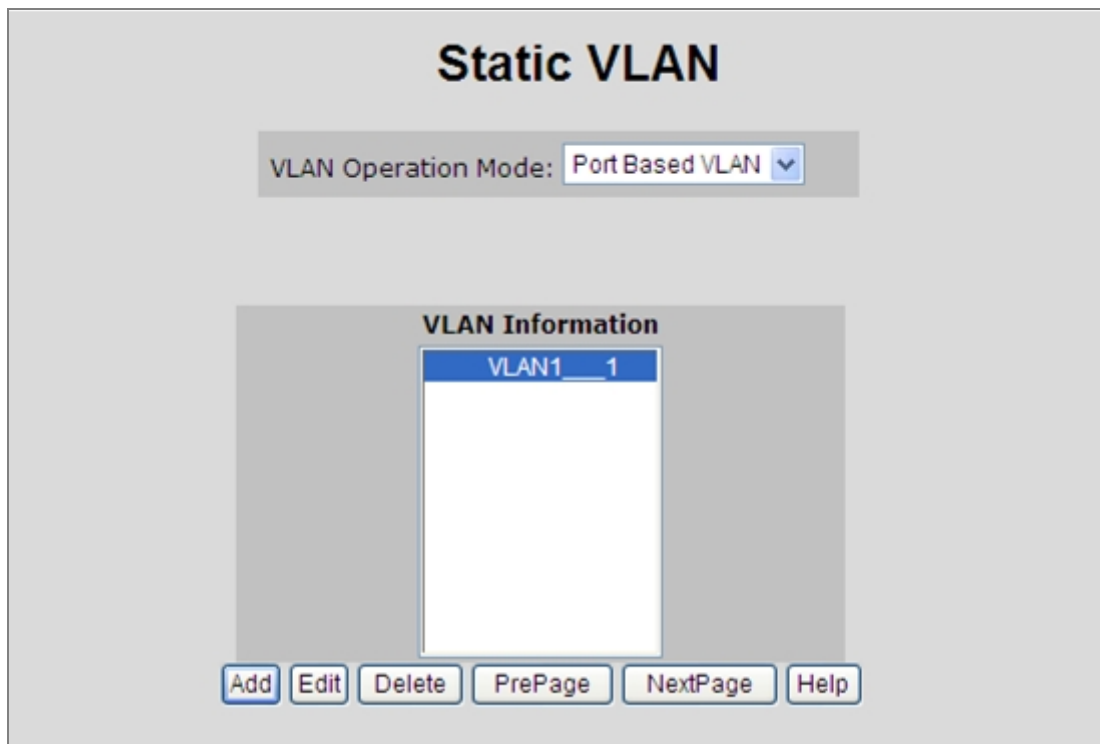 Static VLAN
VLAN Operation Mode: Port Based VLAN
VLAN Information
VLAN1___1
Add Edit Delete PrePage NextPage Help